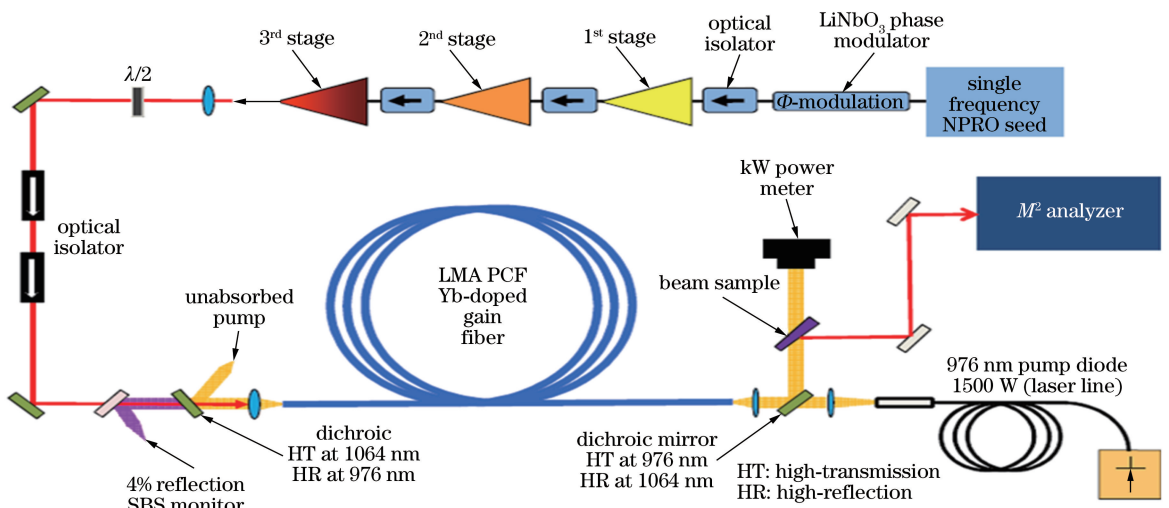 3rd stage
2nd stage
1st stage
optical
isolator
LiNbO3 phase
modulator
λ/2
Φ-modulation
single
frequency
NPRO seed
kW power
meter
M2 analyzer
optical
isolator
unabsorbed
pump
LMA PCF
Yb-doped
gain
fiber
beam sample
976 nm pump diode
1500 W (laser line)
dichroic
HT at 1064 nm
HR at 976 nm
dichroic mirror
HT at 976 nm
HR at 1064 nm
HT: high-transmission
HR: high-reflection
4% reflection
SBS monitor